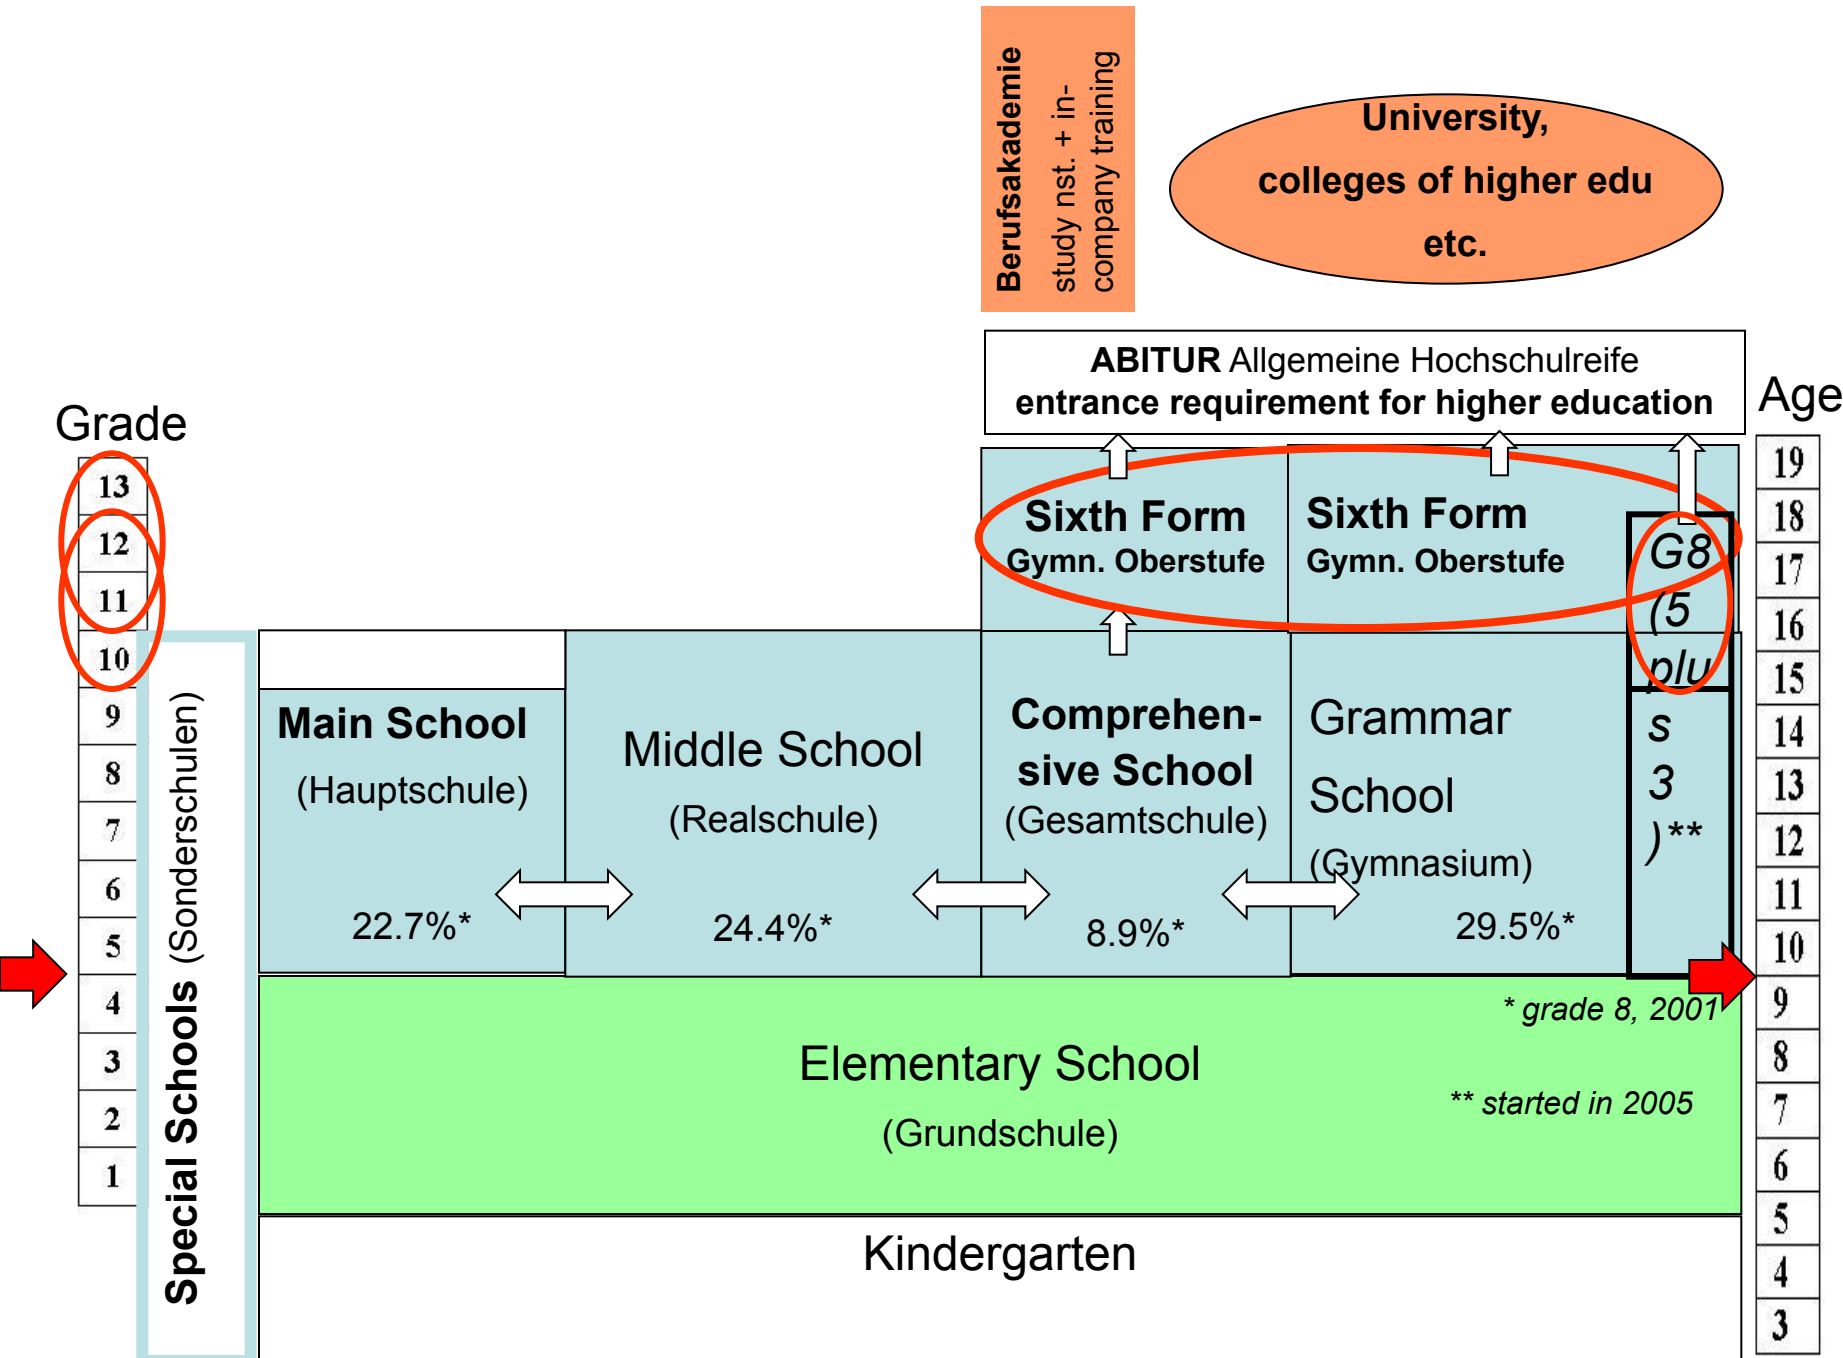 Berufsakademie
study nst. + in-
company training
University,
colleges of higher edu
etc.
ABITUR Allgemeine Hochschulreife
entrance requirement for higher education
Grade
Age
13
12
11
10
9
8
7
6
5
4
3
2
1
Special Schools (Sonderschulen)
Sixth Form
Gymn. Oberstufe
Sixth Form
Gymn. Oberstufe
G8
(5
plu
s
3
)**
Main School
(Hauptschule)
22.7%*
Middle School
(Realschule)
24.4%*
Comprehen-
sive School
(Gesamtschule)
8.9%*
Grammar
School
(Gymnasium)
29.5%*
* grade 8, 2001
Elementary School
(Grundschule)
** started in 2005
Kindergarten
19
18
17
16
15
14
13
12
11
10
9
8
7
6
5
4
3